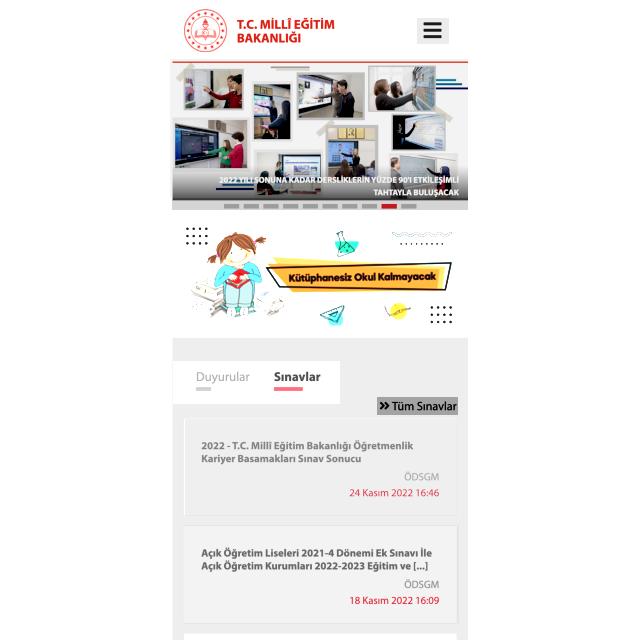 T.C. MİLLÎ EĞİTİM
BAKANLIĞI
2022 YILI SONUNA KADAR DERSLİKLERİN YÜZDE 90'I ETKİLEŞİMLİ
TAHTAYLA BULUŞACAK
Kütüphanesiz Okul Kalmayacak
Duyurular Sınavlar
Tüm Sınavlar
2022 - T.C. Millî Eğitim Bakanlığı Öğretmenlik
Kariyer Basamakları Sınav Sonucu
ÖDSGM
24 Kasım 2022 16:46
Açık Öğretim Liseleri 2021-4 Dönemi Ek Sınavı İle
Açık Öğretim Kurumları 2022-2023 Eğitim ve [...]
ÖDSGM
18 Kasım 2022 16:09